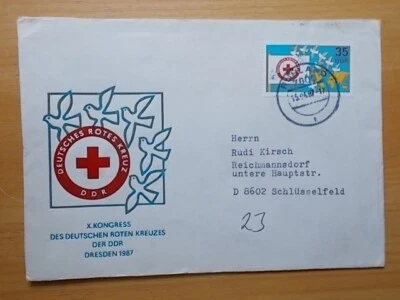 35
DDR
DEUTSCHES ROTES KREUZ
DDR
X. KONGRESS
DES DEUTSCHEN ROTEN KREUZES
DER DDR
DRESDEN 1987
Herrn
Rudi Kirsch
Reichmannsdorf
untere Hauptstr.
D 8602 Schlüsselfeld
23